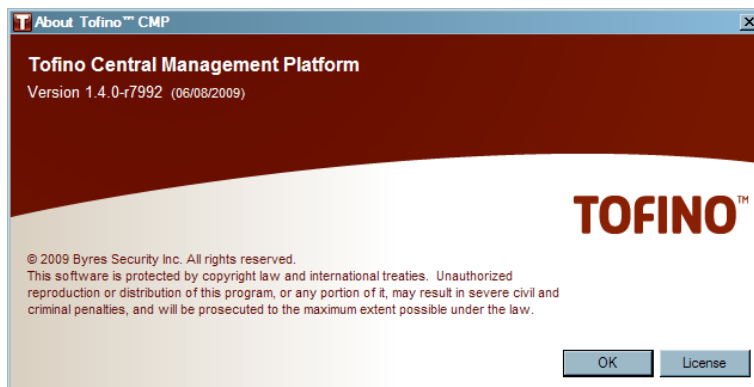 About Tofino™ CMP
Tofino Central Management Platform
Version 1.4.0-r7992 (06/08/2009)
TOFINO™
© 2009 Byres Security Inc. All rights reserved.
This software is protected by copyright law and international treaties. Unauthorized
reproduction or distribution of this program, or any portion of it, may result in severe civil and
criminal penalties, and will be prosecuted to the maximum extent possible under the law.
OK License